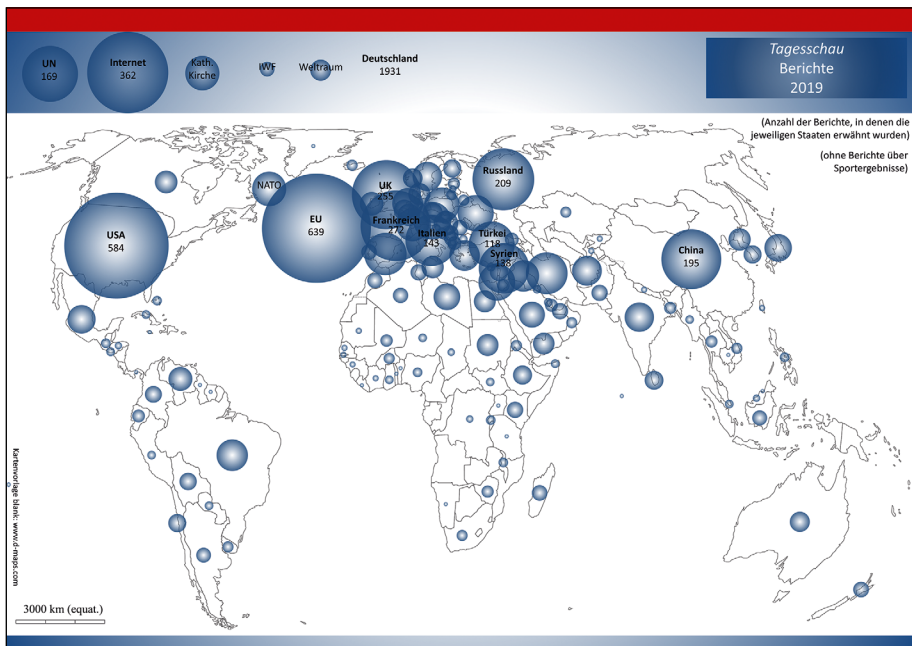 UN
169
Internet
362
Kath.
Kirche
IWF
Weltraum
Deutschland
1931
Tagesschau
Berichte
2019
(Anzahl der Berichte, in denen die
jeweiligen Staaten erwähnt wurden)
(ohne Berichte über
Sportergebnisse)
NATO
UK
255
Russland
209
USA
584
EU
639
Frankreich
272
Italien
143
Türkei
118
Syrien
138
China
195
Kartenvorlage blank: www.d-maps.com
3000 km (equat.)